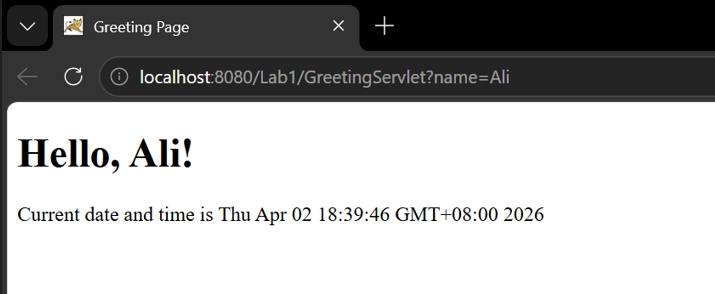 Greeting Page
localhost:8080/Lab1/GreetingServlet?name=Ali
Hello, Ali!
Current date and time is Thu Apr 02 18:39:46 GMT+08:00 2026